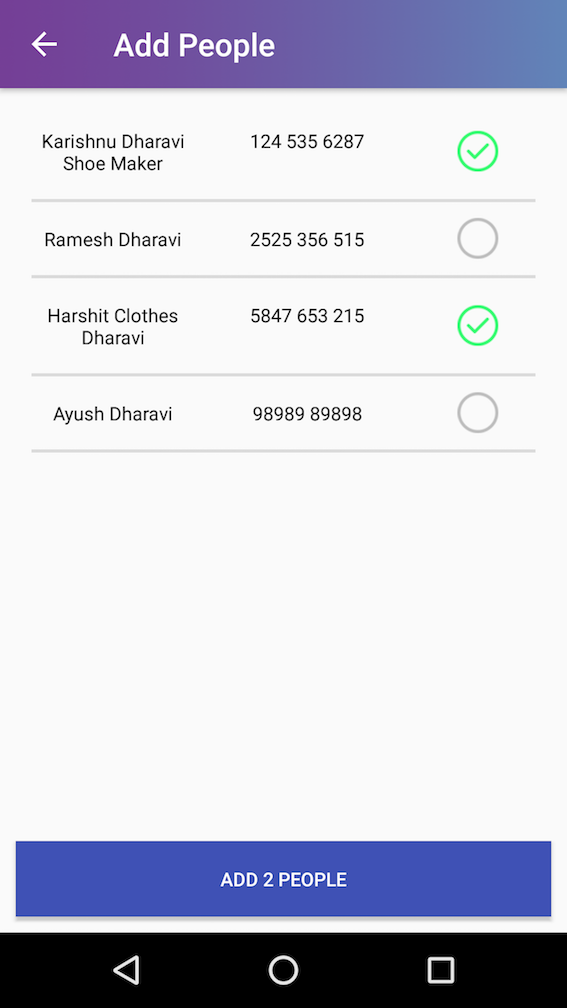 Add People
Karishnu Dharavi 124 535 6287
Shoe Maker
Ramesh Dharavi 2525 356 515
Harshit Clothes 5847 653 215
Dharavi
Ayush Dharavi 98989 89898
ADD 2 PEOPLE